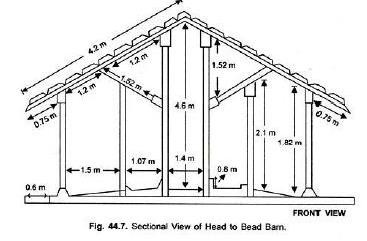 4.2 m
1.2 m
1.2 m
1.52 m
1.52 m
0.75 m
4.6 m
0.75 m
2.1 m
1.82 m
1.5 m
1.07 m
1.4 m
0.6 m
0.6 m
FRONT VIEW
Fig. 44.7. Sectional View of Head to Bead Barn.